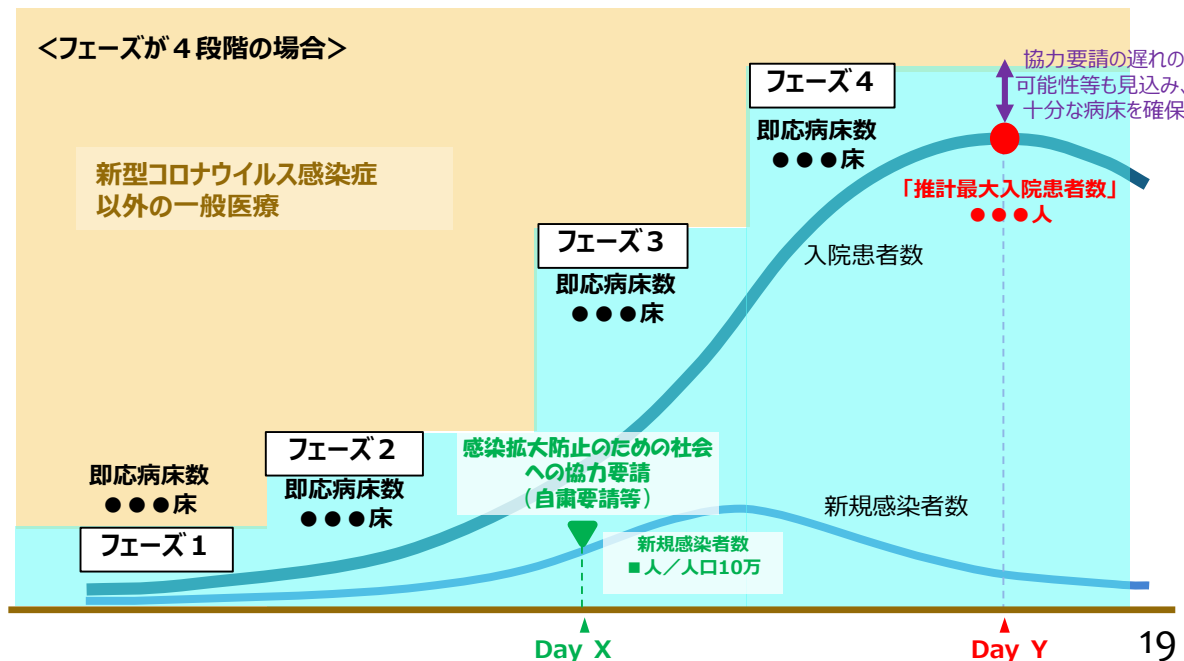 ＜フェーズが４段階の場合＞
協力要請の遅れの
可能性等も見込み、
十分な病床を確保
フェーズ４
即応病床数
●●●床
新型コロナウイルス感染症
以外の一般医療
「推計最大入院患者数」
●●●人
フェーズ３
入院患者数
即応病床数
●●●床
フェーズ２
即応病床数
●●●床
感染拡大防止のための社会
への協力要請
（自粛要請等）
即応病床数
●●●床
フェーズ１
新規感染者数
新規感染者数
■人／人口10万
Day X
Day Y
19